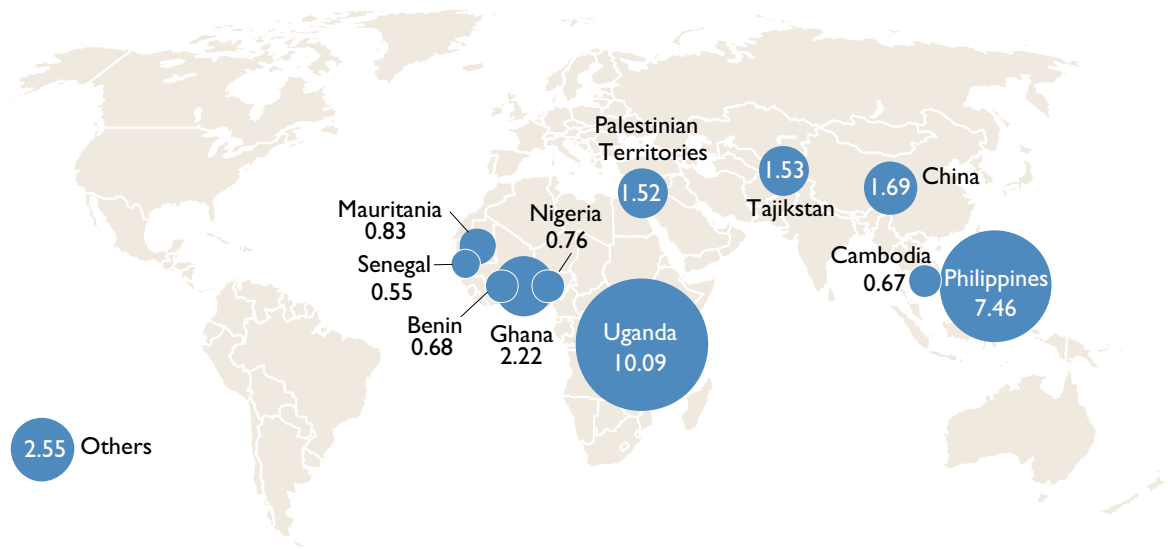 Palestinian
Territories
1.52
1.53
Tajikstan
1.69
China
Mauritania
0.83
Nigeria
0.76
Senegal
0.55
Benin
0.68
Ghana
2.22
Uganda
10.09
Cambodia
0.67
Philippines
7.46
2.55
Others